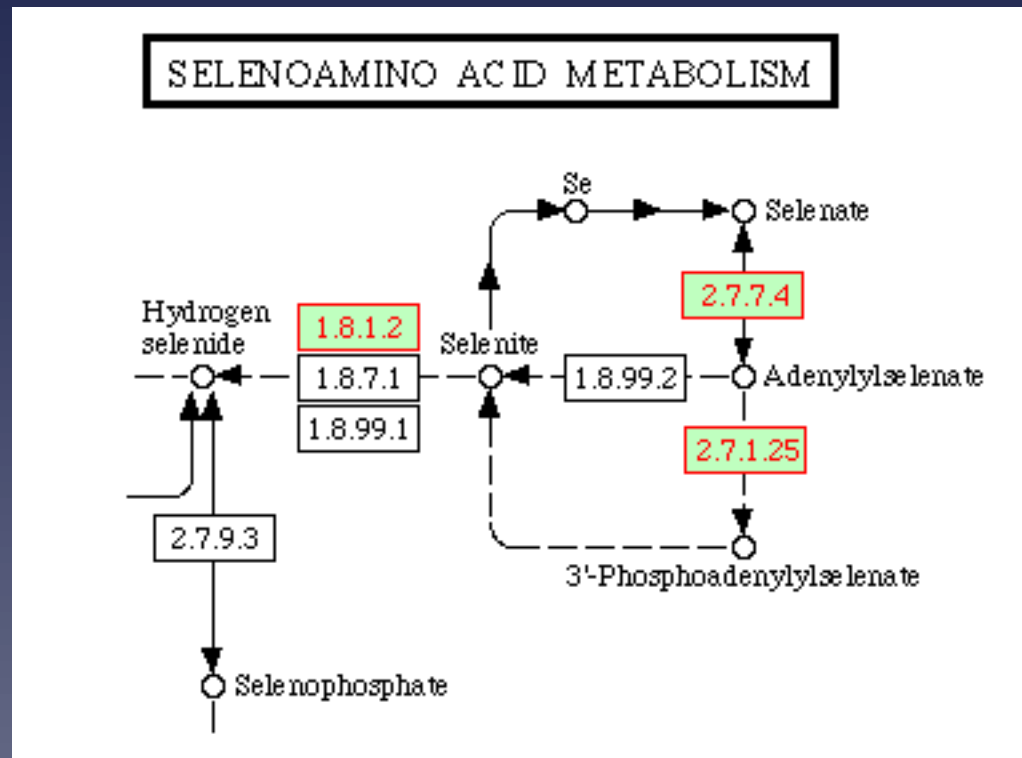 SELENOAMINO ACID METABOLISM
Se
Selenate
2.7.7.4
Hydrogen
selenide
1.8.1.2
Selenite
1.8.7.1
1.8.99.2
Adenylylselenate
1.8.99.1
2.7.1.25
2.7.9.3
3'-Phosphoadenylylselenate
Selenophosphate